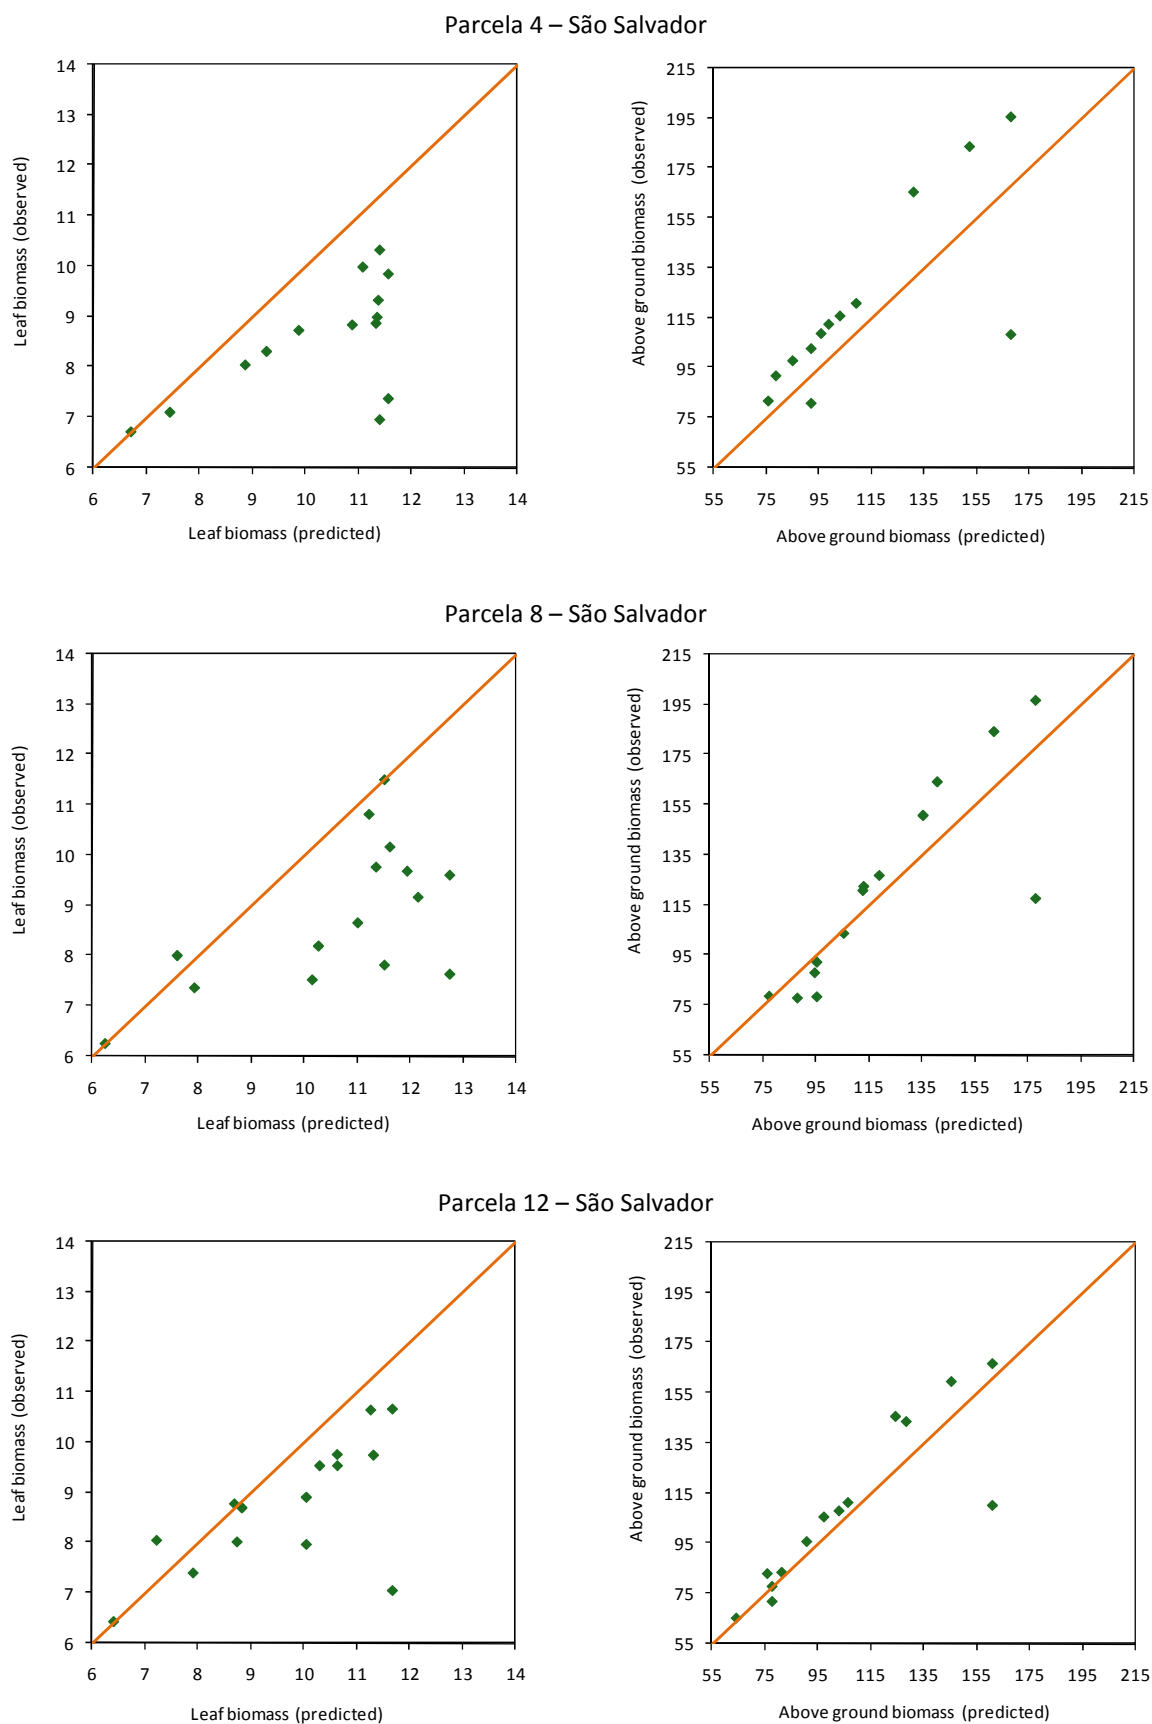 Parcela 4 – São Salvador
Leaf biomass (observed)
14
13
12
11
10
9
8
7
6
6 7 8 9 10 11 12 13 14
Leaf biomass (predicted)
Above ground biomass (observed)
215
195
175
155
135
115
95
75
55
55 75 95 115 135 155 175 195 215
Above ground biomass (predicted)
Parcela 8 – São Salvador
Leaf biomass (observed)
14
13
12
11
10
9
8
7
6
6 7 8 9 10 11 12 13 14
Leaf biomass (predicted)
Above ground biomass (observed)
215
195
175
155
135
115
95
75
55
55 75 95 115 135 155 175 195 215
Above ground biomass (predicted)
Parcela 12 – São Salvador
Leaf biomass (observed)
14
13
12
11
10
9
8
7
6
6 7 8 9 10 11 12 13 14
Leaf biomass (predicted)
Above ground biomass (observed)
215
195
175
155
135
115
95
75
55
55 75 95 115 135 155 175 195 215
Above ground biomass (predicted)